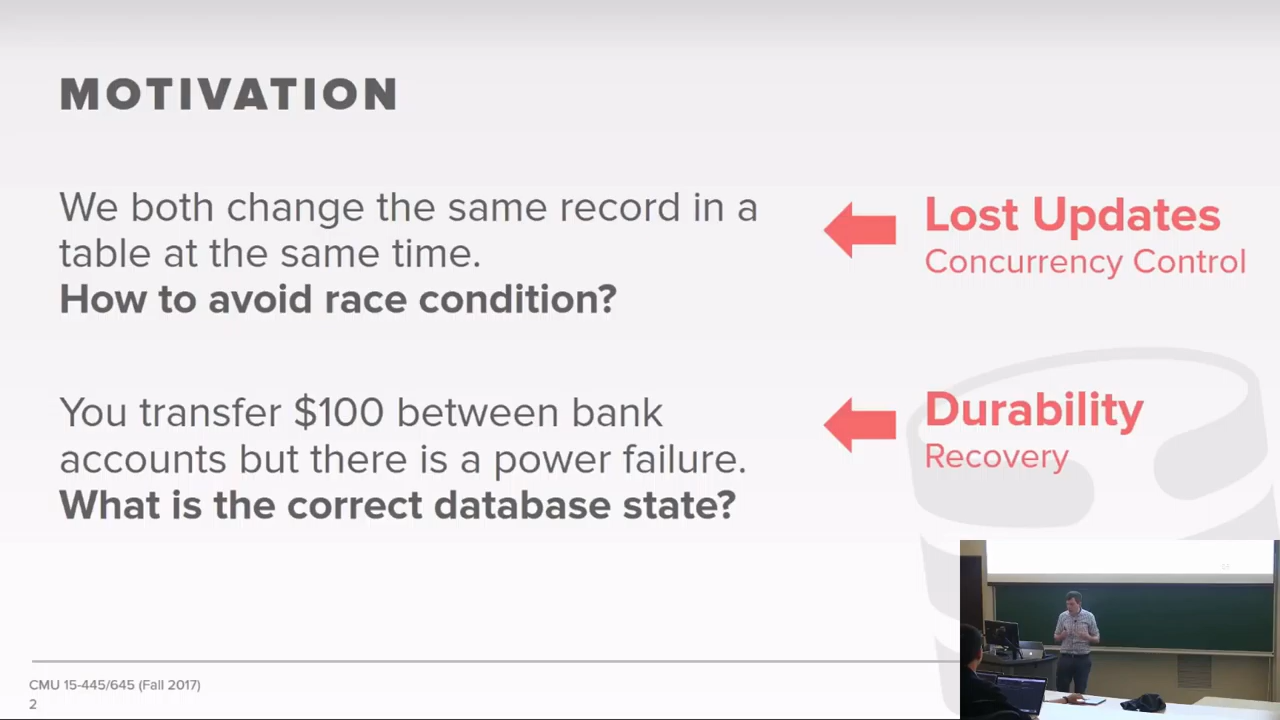 MOTIVATION
We both change the same record in a
table at the same time.
How to avoid race condition?
Lost Updates
Concurrency Control
You transfer $100 between bank
accounts but there is a power failure.
What is the correct database state?
Durability
Recovery
CMU 15-445/645 (Fall 2017)
2